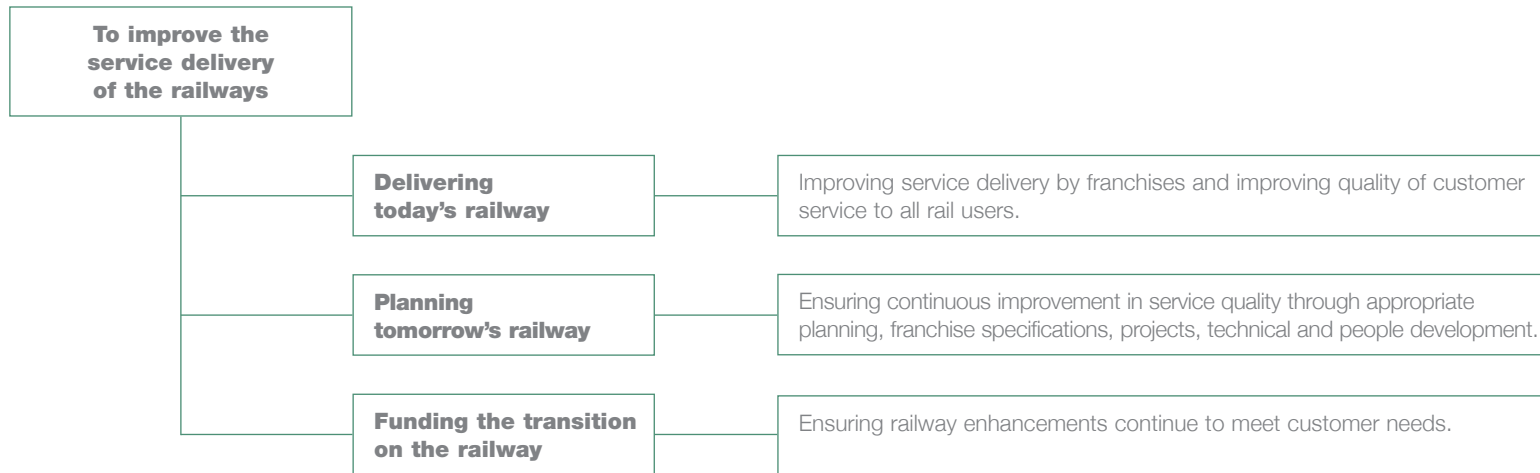 To improve the
service delivery
of the railways
Delivering
today’s railway
Improving service delivery by franchises and improving quality of customer
service to all rail users.
Planning
tomorrow’s railway
Ensuring continuous improvement in service quality through appropriate
planning, franchise specifications, projects, technical and people development.
Funding the transition
on the railway
Ensuring railway enhancements continue to meet customer needs.